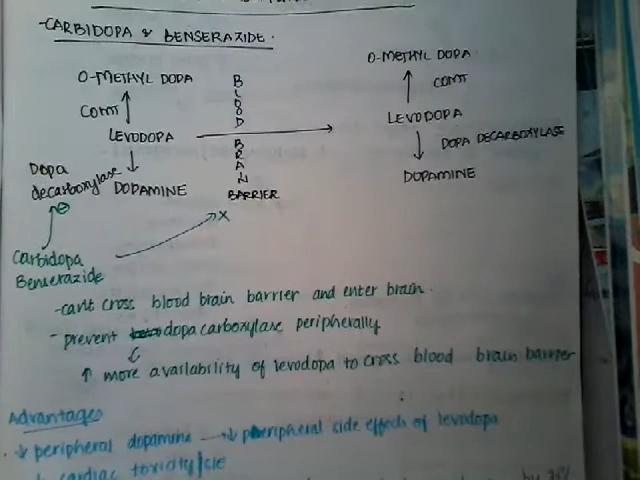 -CARBIDOPA & BENSERAZIDE.
O-METHYL DOPA
COMT
LEVODOPA
Dopa
decarboxylase
DOPAMINE
BLOOD
BRAIN
BARRIER
O-METHYL DOPA
COMT
LEVODOPA
DOPA DECARBOXYLASE
DOPAMINE
⊖
X
Carbidopa
Benserazide
-cant cross blood brain barrier and enter brain.
- prevent dopa carboxylase peripherally
↑ more availability of levodopa to cross blood brain barrier
Advantages
. ↓ peripheral dopamine → ↓ peripheral side effects of levodopa
cardiac toxicity/s/e